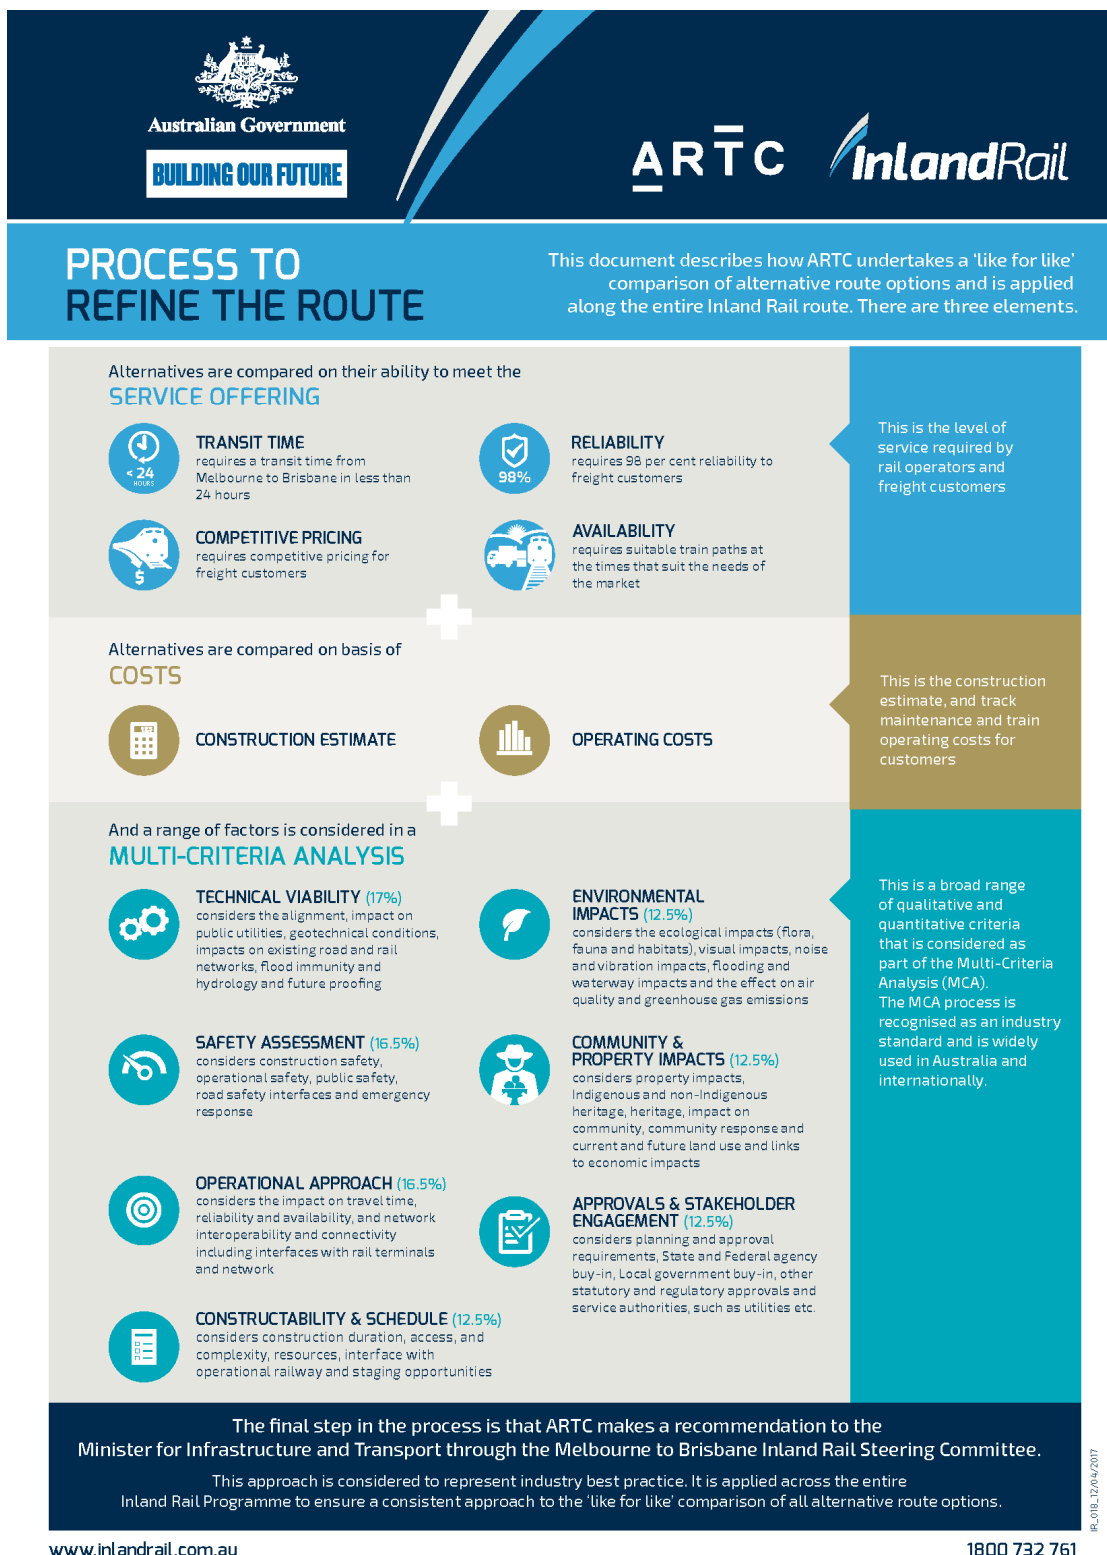 Australian Government
BUILDING OUR FUTURE
ARTC
InlandRail
PROCESS TO
REFINE THE ROUTE
This document describes how ARTC undertakes a ‘like for like’
comparison of alternative route options and is applied
along the entire Inland Rail route. There are three elements.
Alternatives are compared on their ability to meet the
SERVICE OFFERING
< 24
HOURS
TRANSIT TIME
requires a transit time from
Melbourne to Brisbane in less than
24 hours
98%
RELIABILITY
requires 98 per cent reliability to
freight customers
$
COMPETITIVE PRICING
requires competitive pricing for
freight customers
AVAILABILITY
requires suitable train paths at
the times that suit the needs of
the market
This is the level of
service required by
rail operators and
freight customers
Alternatives are compared on basis of
COSTS
123
CONSTRUCTION ESTIMATE
OPERATING COSTS
This is the construction
estimate, and track
maintenance and train
operating costs for
customers
And a range of factors is considered in a
MULTI-CRITERIA ANALYSIS
TECHNICAL VIABILITY (17%)
considers the alignment, impact on
public utilities, geotechnical conditions,
impacts on existing road and rail
networks, flood immunity and
hydrology and future proofing
SAFETY ASSESSMENT (16.5%)
considers construction safety,
operational safety, public safety,
road safety interfaces and emergency
response
OPERATIONAL APPROACH (16.5%)
considers the impact on travel time,
reliability and availability, and network
interoperability and connectivity
including interfaces with rail terminals
and network
CONSTRUCTABILITY & SCHEDULE (12.5%)
considers construction duration, access, and
complexity, resources, interface with
operational railway and staging opportunities
ENVIRONMENTAL
IMPACTS (12.5%)
considers the ecological impacts (flora,
fauna and habitats), visual impacts, noise
and vibration impacts, flooding and
waterway impacts and the effect on air
quality and greenhouse gas emissions
COMMUNITY &
PROPERTY IMPACTS (12.5%)
considers property impacts,
Indigenous and non-Indigenous
heritage, heritage, impact on
community, community response and
current and future land use and links
to economic impacts
APPROVALS & STAKEHOLDER
ENGAGEMENT (12.5%)
considers planning and approval
requirements, State and Federal agency
buy-in, Local government buy-in, other
statutory and regulatory approvals and
service authorities, such as utilities etc.
This is a broad range
of qualitative and
quantitative criteria
that is considered as
part of the Multi-Criteria
Analysis (MCA).
The MCA process is
recognised as an industry
standard and is widely
used in Australia and
internationally.
The final step in the process is that ARTC makes a recommendation to the
Minister for Infrastructure and Transport through the Melbourne to Brisbane Inland Rail Steering Committee.
This approach is considered to represent industry best practice. It is applied across the entire
Inland Rail Programme to ensure a consistent approach to the ‘like for like’ comparison of all alternative route options.
IR_018_12/04/2017
www.inlandrail.com.au
1800 732 761